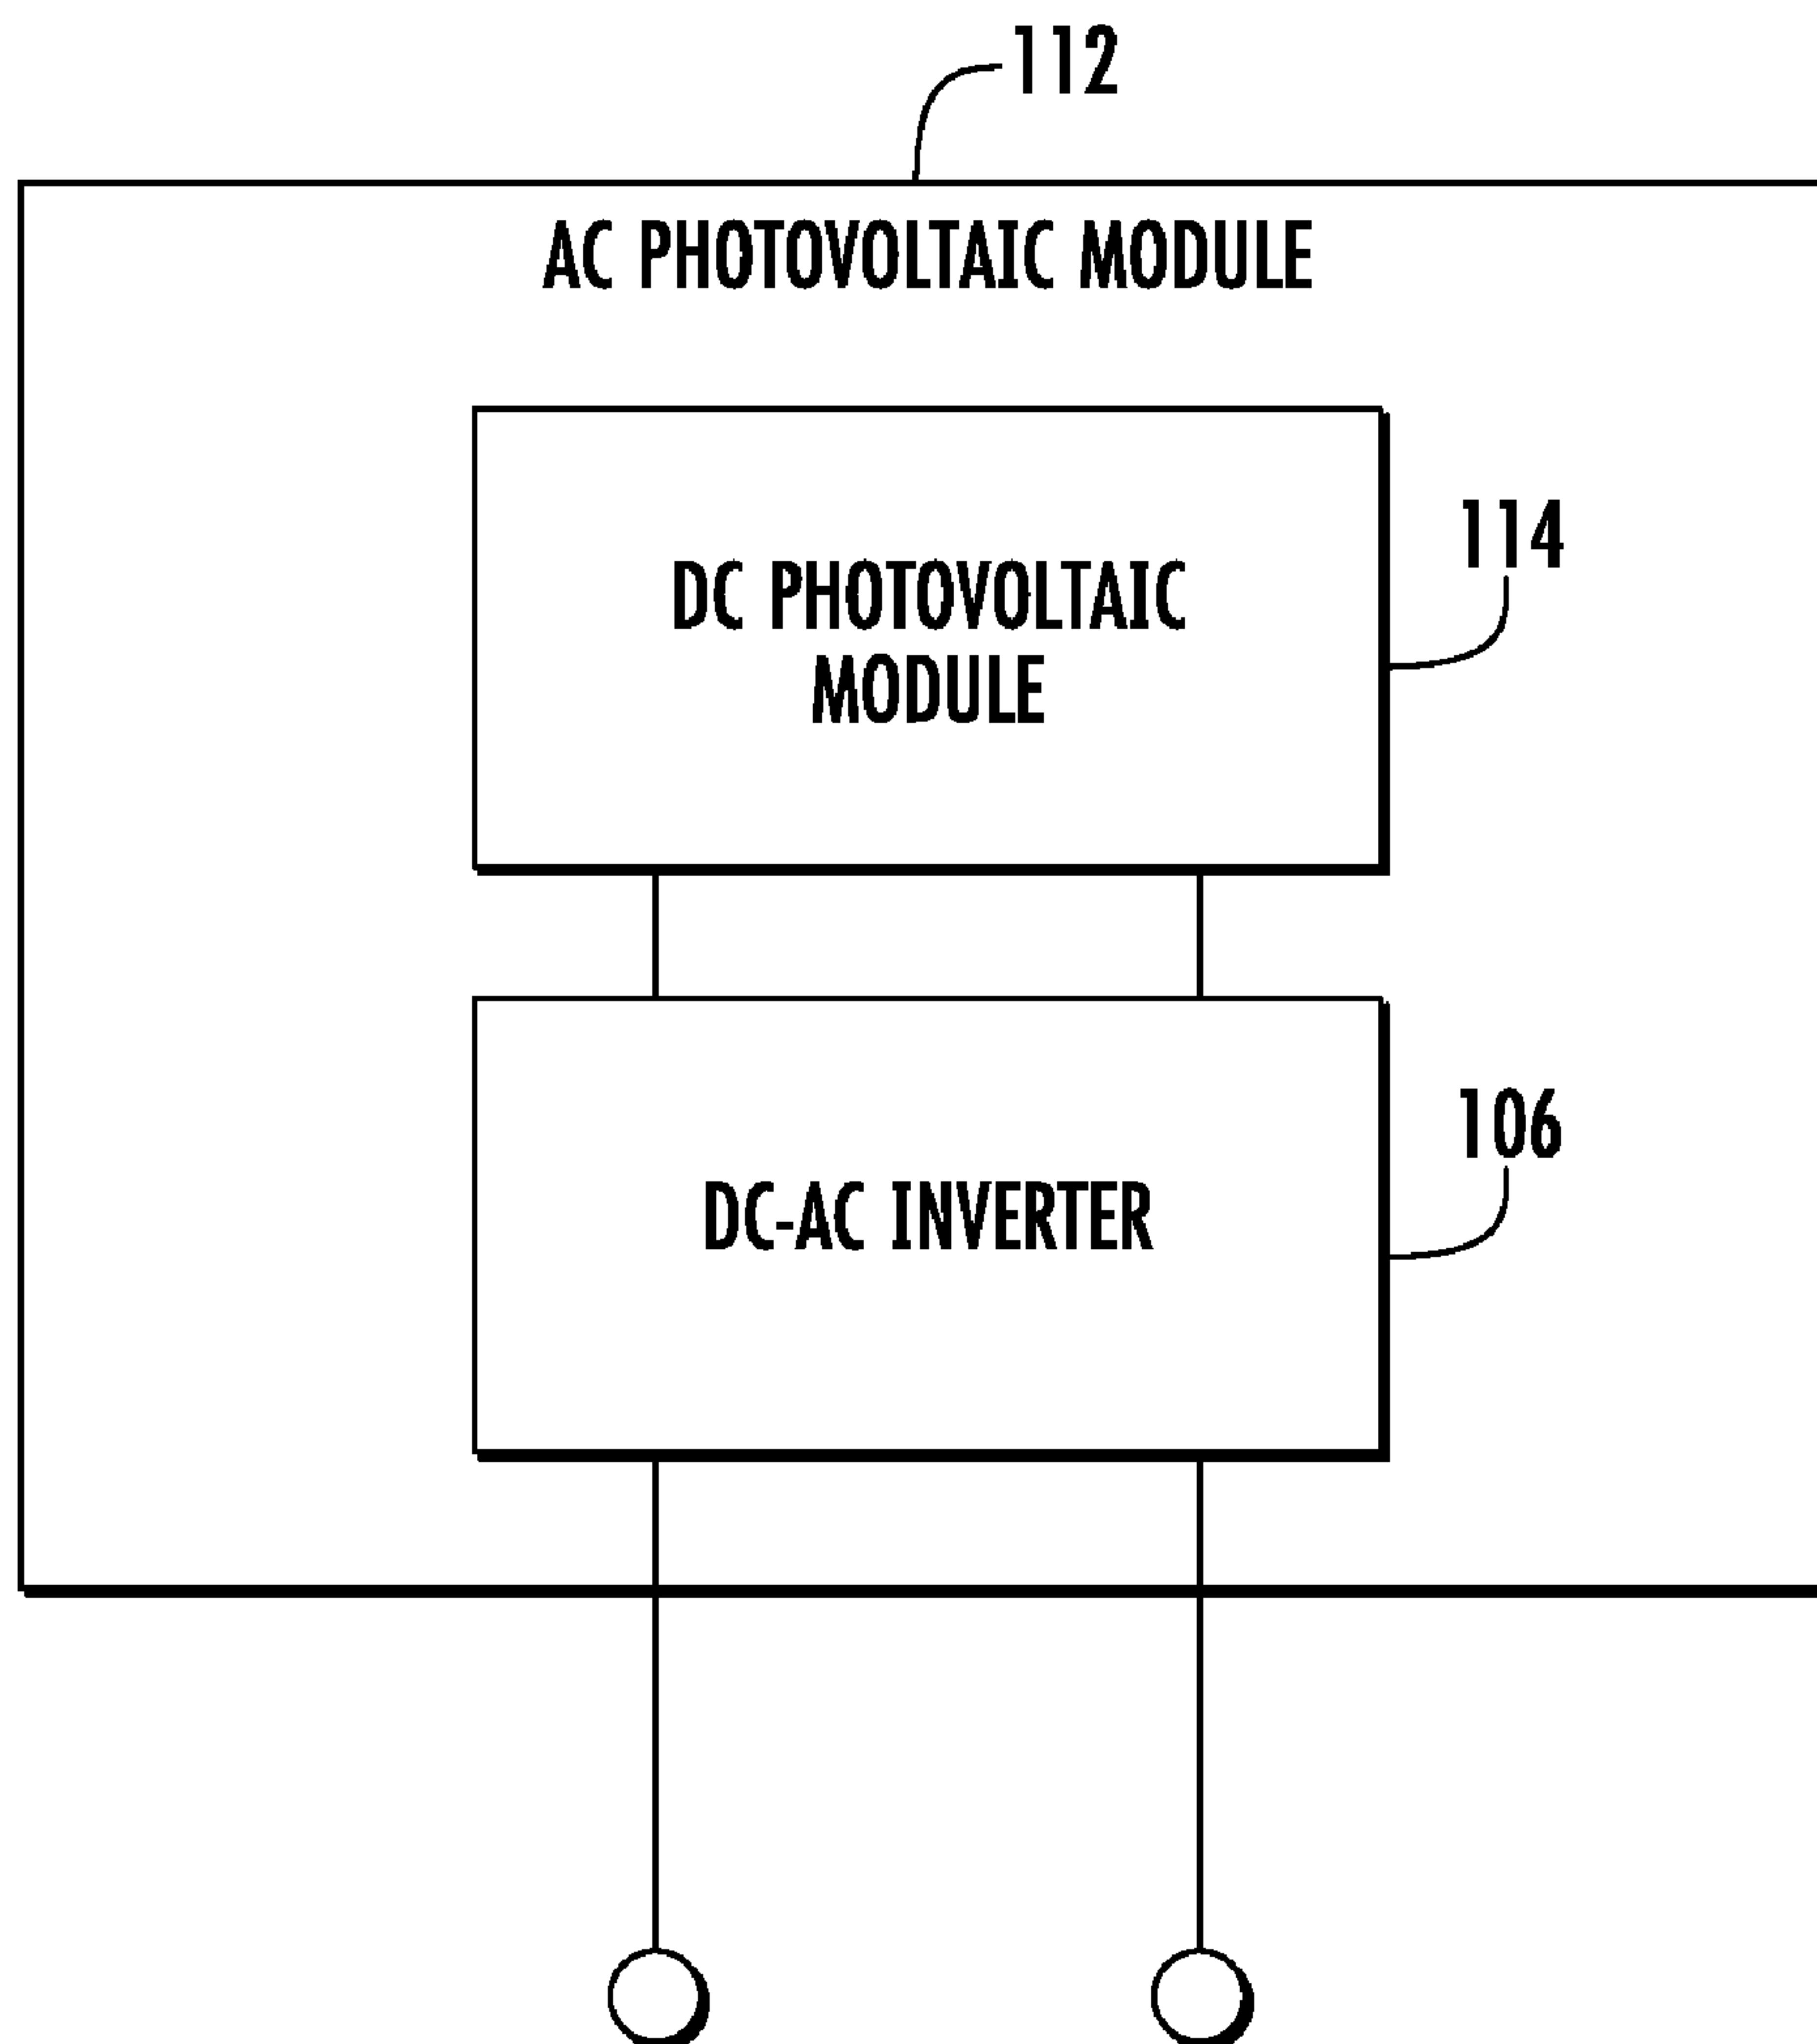 112
AC PHOTOVOLTAIC MODULE
114
DC PHOTOVOLTAIC
MODULE
106
DC-AC INVERTER